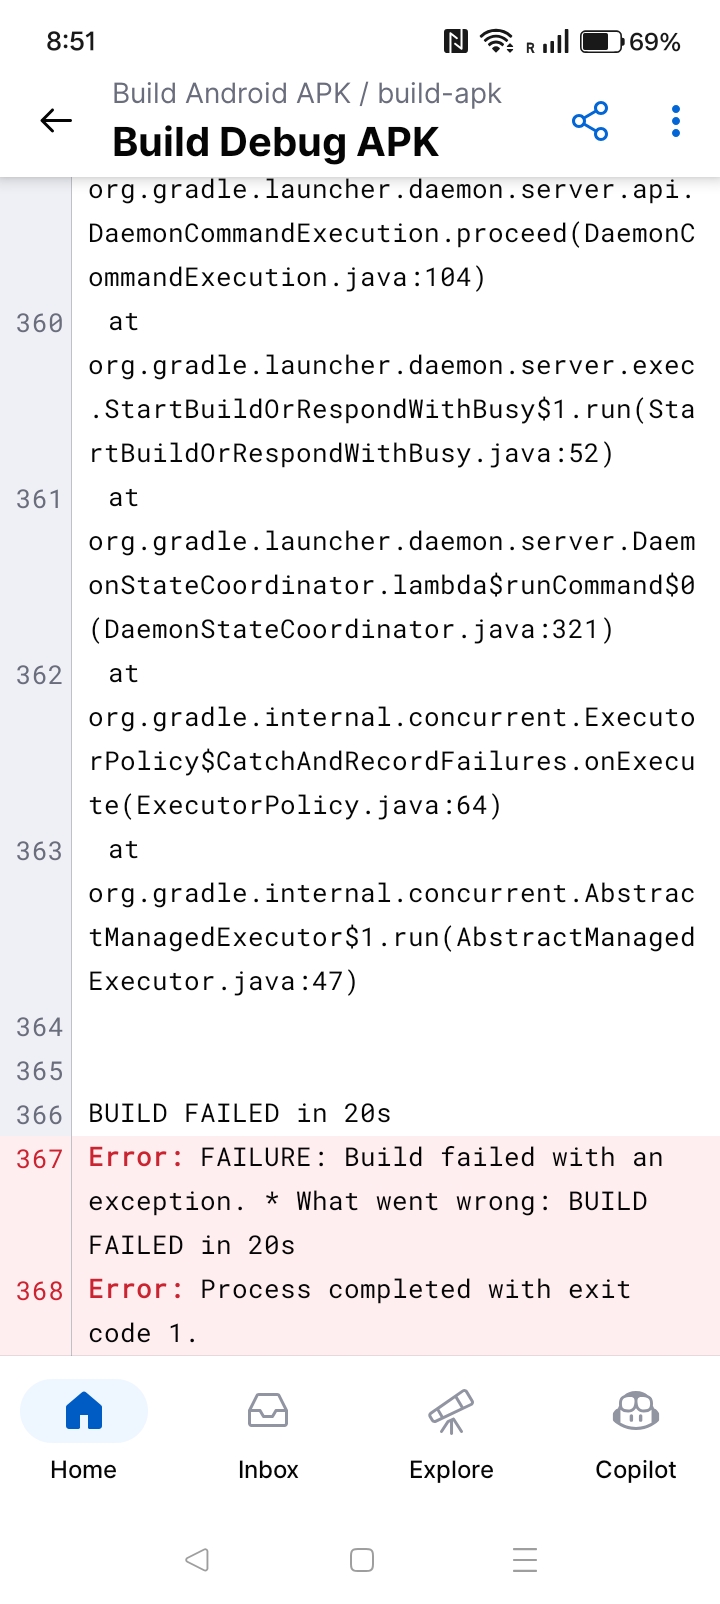 8:51
R
69%
Build Android APK / build-apk
Build Debug APK
org.gradle.launcher.daemon.server.api.
DaemonCommandExecution.proceed(DaemonC
ommandExecution.java:104)
360 at
org.gradle.launcher.daemon.server.exec
.StartBuildOrRespondWithBusy$1.run(Sta
rtBuildOrRespondWithBusy.java:52)
361 at
org.gradle.launcher.daemon.server.Daem
onStateCoordinator.lambda$runCommand$0
(DaemonStateCoordinator.java:321)
362 at
org.gradle.internal.concurrent.Executo
rPolicy$CatchAndRecordFailures.onExecu
te(ExecutorPolicy.java:64)
363 at
org.gradle.internal.concurrent.Abstrac
tManagedExecutor$1.run(AbstractManaged
Executor.java:47)
364
365
366 BUILD FAILED in 20s
367 Error: FAILURE: Build failed with an
exception. * What went wrong: BUILD
FAILED in 20s
368 Error: Process completed with exit
code 1.
Home
Inbox
Explore
Copilot